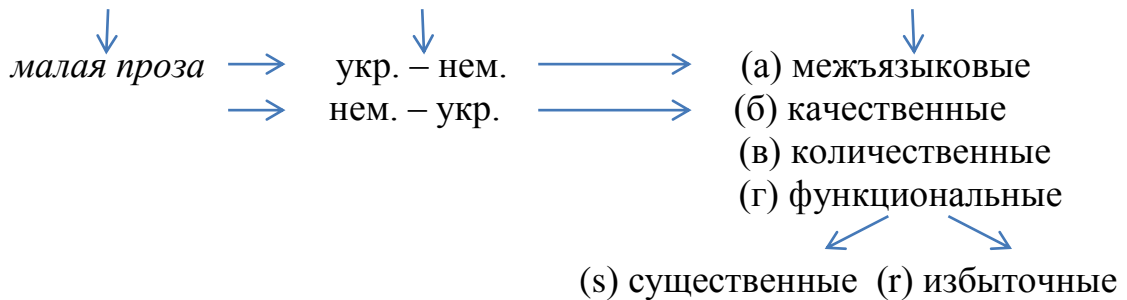 малая проза укр. – нем. (а) межъязыковые
нем. – укр. (б) качественные
(в) количественные
(г) функциональные
(s) существенные (r) избыточные